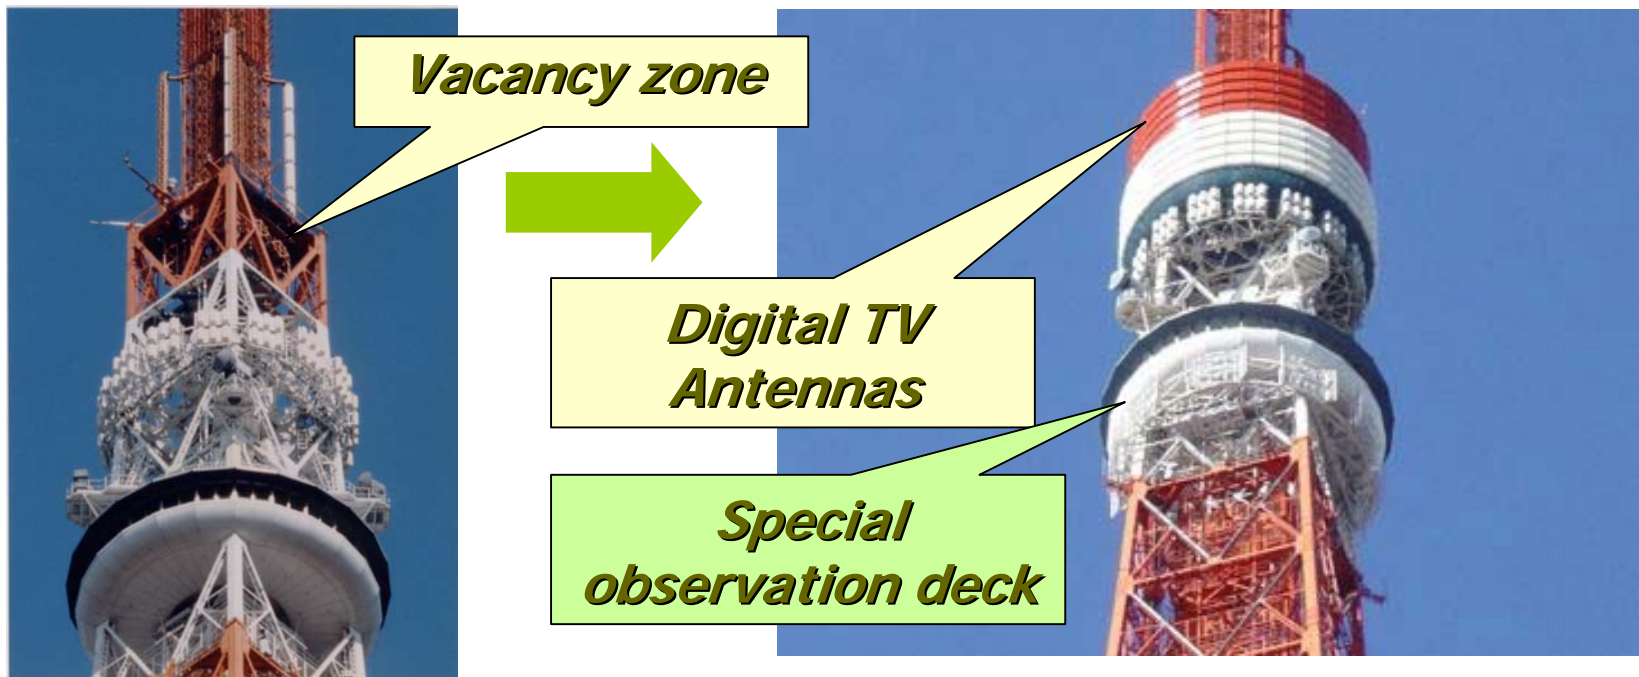 Vacancy zone
Digital TV
Antennas
Special
observation deck